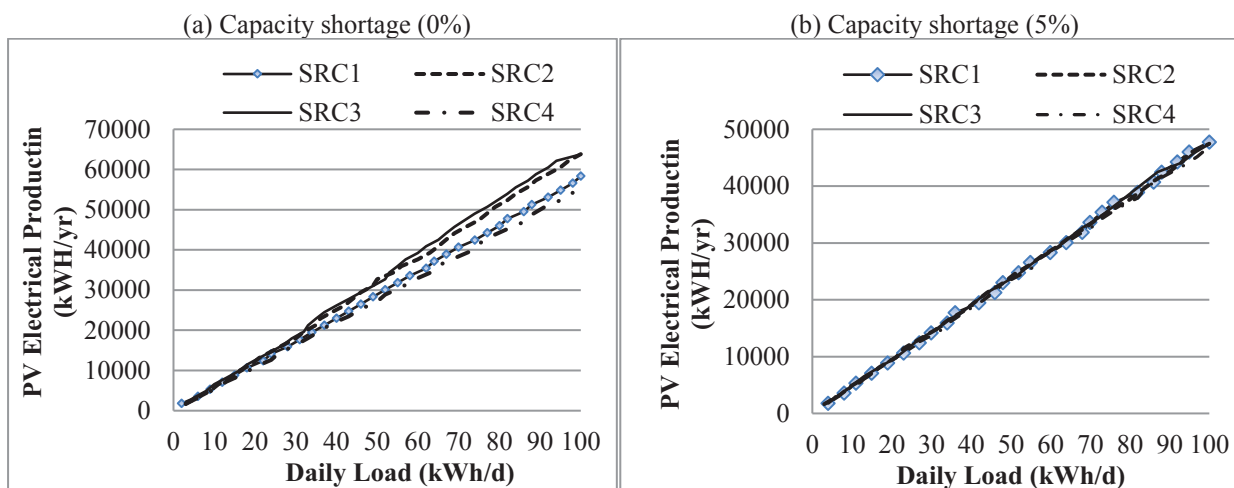 (a) Capacity shortage (0%)
SRC1 SRC2
SRC3 SRC4
PV Electrical Productin
(kWH/yr)
70000
60000
50000
40000
30000
20000
10000
0
0 10 20 30 40 50 60 70 80 90 100
Daily Load (kWh/d)
(b) Capacity shortage (5%)
SRC1 SRC2
SRC3 SRC4
PV Electrical Productin
(kWH/yr)
50000
40000
30000
20000
10000
0
0 10 20 30 40 50 60 70 80 90 100
Daily Load (kWh/d)